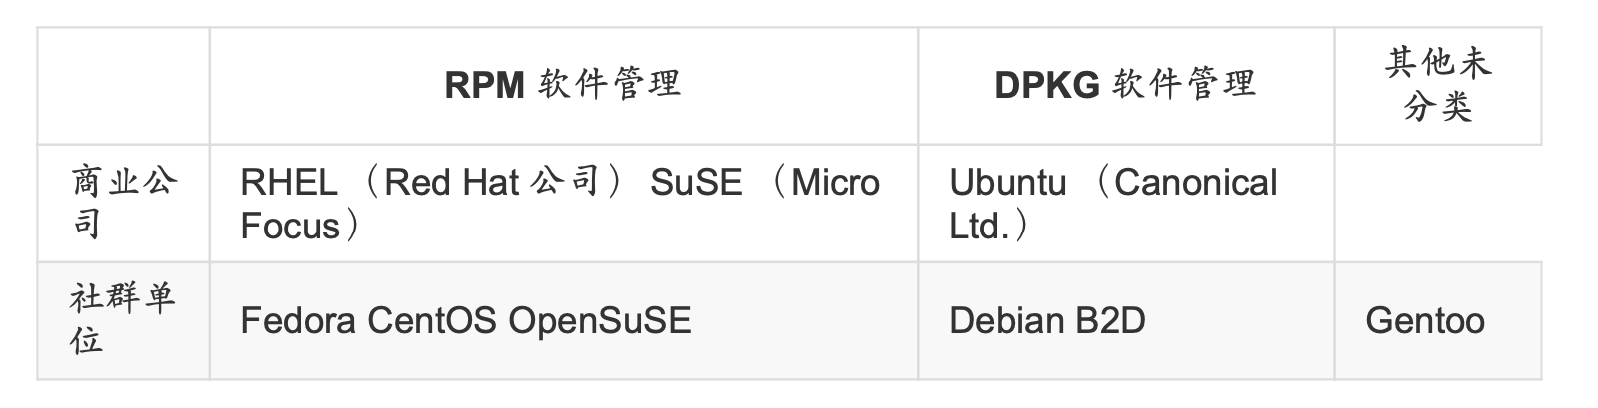 RPM 软件管理
DPKG 软件管理
其他未
分类
商业公
司
RHEL （Red Hat 公司） SuSE （Micro
Focus）
Ubuntu （Canonical
Ltd.）
社群单
位
Fedora CentOS OpenSuSE
Debian B2D
Gentoo